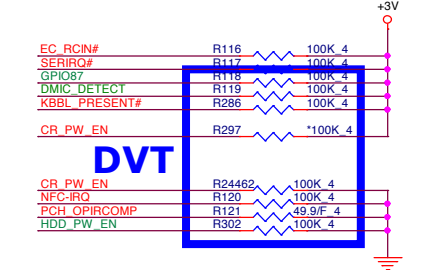 +3V
EC_RCIN# R116 100K_4
SERIRQ# R117 100K_4
GPIO87 R118 100K_4
DMIC_DETECT R119 100K_4
KBBL_PRESENT# R286 100K_4
CR_PW_EN R297 *100K_4
DVT
CR_PW_EN R24462 100K_4
NFC-IRQ R120 100K_4
PCH_OPIRCOMP R121 49.9/F_4
HDD_PW_EN R302 100K_4